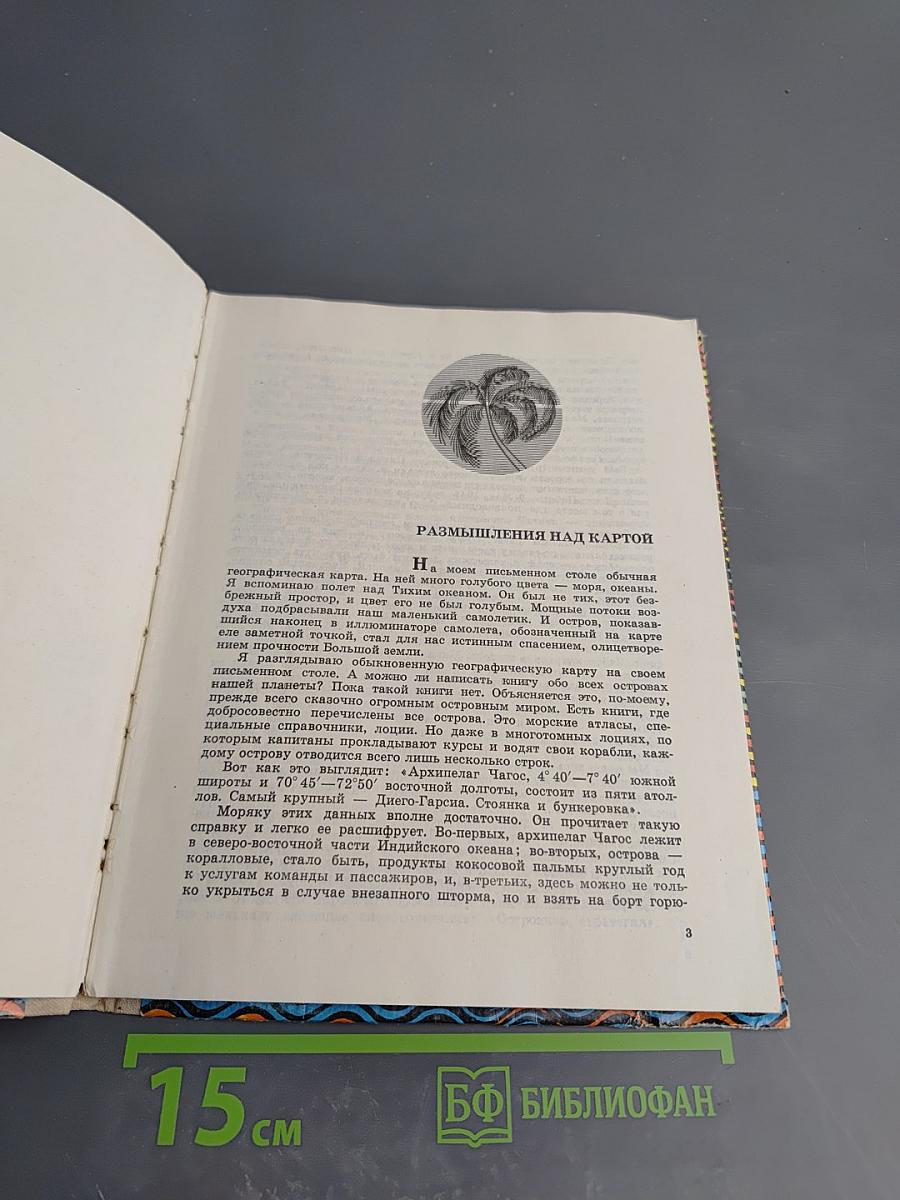 РАЗМЫШЛЕНИЯ НАД КАРТОЙ
На моем письменном столе обычная
географическая карта. На ней много голубого цвета — моря, океаны.
Я вспоминаю полет над Тихим океаном. Он был не тих, этот без-
брежный простор, и цвет его не был голубым. Мощные потоки воз-
духа подбрасывали наш маленький самолетик. И остров, показав-
шийся наконец в иллюминаторе самолета, обозначенный на карте
еле заметной точкой, стал для нас истинным спасением, олицетворе-
нием прочности Большой земли.
Я разглядываю обыкновенную географическую карту на своем
письменном столе. А можно ли написать книгу обо всех островах
нашей планеты? Пока такой книги нет. Объясняется это, по-моему,
прежде всего сказочно огромным островным миром. Есть книги, где
добросовестно перечислены все острова. Это морские атласы, спе-
циальные справочники, лоции. Но даже в многотомных лоциях, по
которым капитаны прокладывают курсы и водят свои корабли, каж-
дому острову отводится всего лишь несколько строк.
Вот как это выглядит: «Архипелаг Чагос, 4° 40′—7° 40′ южной
широты и 70° 45′—72°50′ восточной долготы, состоит из пяти атол-
лов. Самый крупный — Диего-Гарсиа. Стоянка и бункеровка».
Моряку этих данных вполне достаточно. Он прочитает такую
справку и легко ее расшифрует. Во-первых, архипелаг Чагос лежит
в северо-восточной части Индийского океана; во-вторых, острова —
коралловые, стало быть, продукты кокосовой пальмы круглый год
к услугам команды и пассажиров, и, в-третьих, здесь можно не толь-
ко укрыться в случае внезапного шторма, но и взять на борт горю-
3
15 см
БФ БИБЛИОФАН